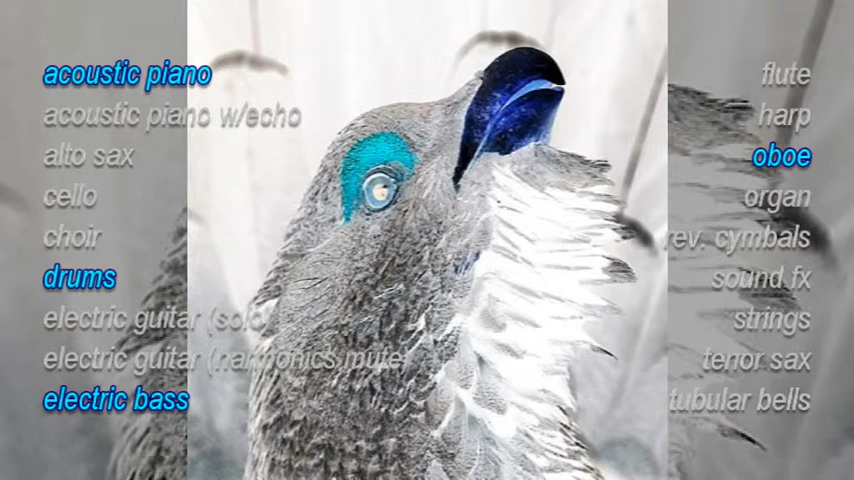 acoustic piano
acoustic piano w/echo
alto sax
cello
choir
drums
electric guitar (solo)
electric guitar (harmonics mute)
electric bass
flute
harp
oboe
organ
rev. cymbals
sound fx
strings
tenor sax
tubular bells